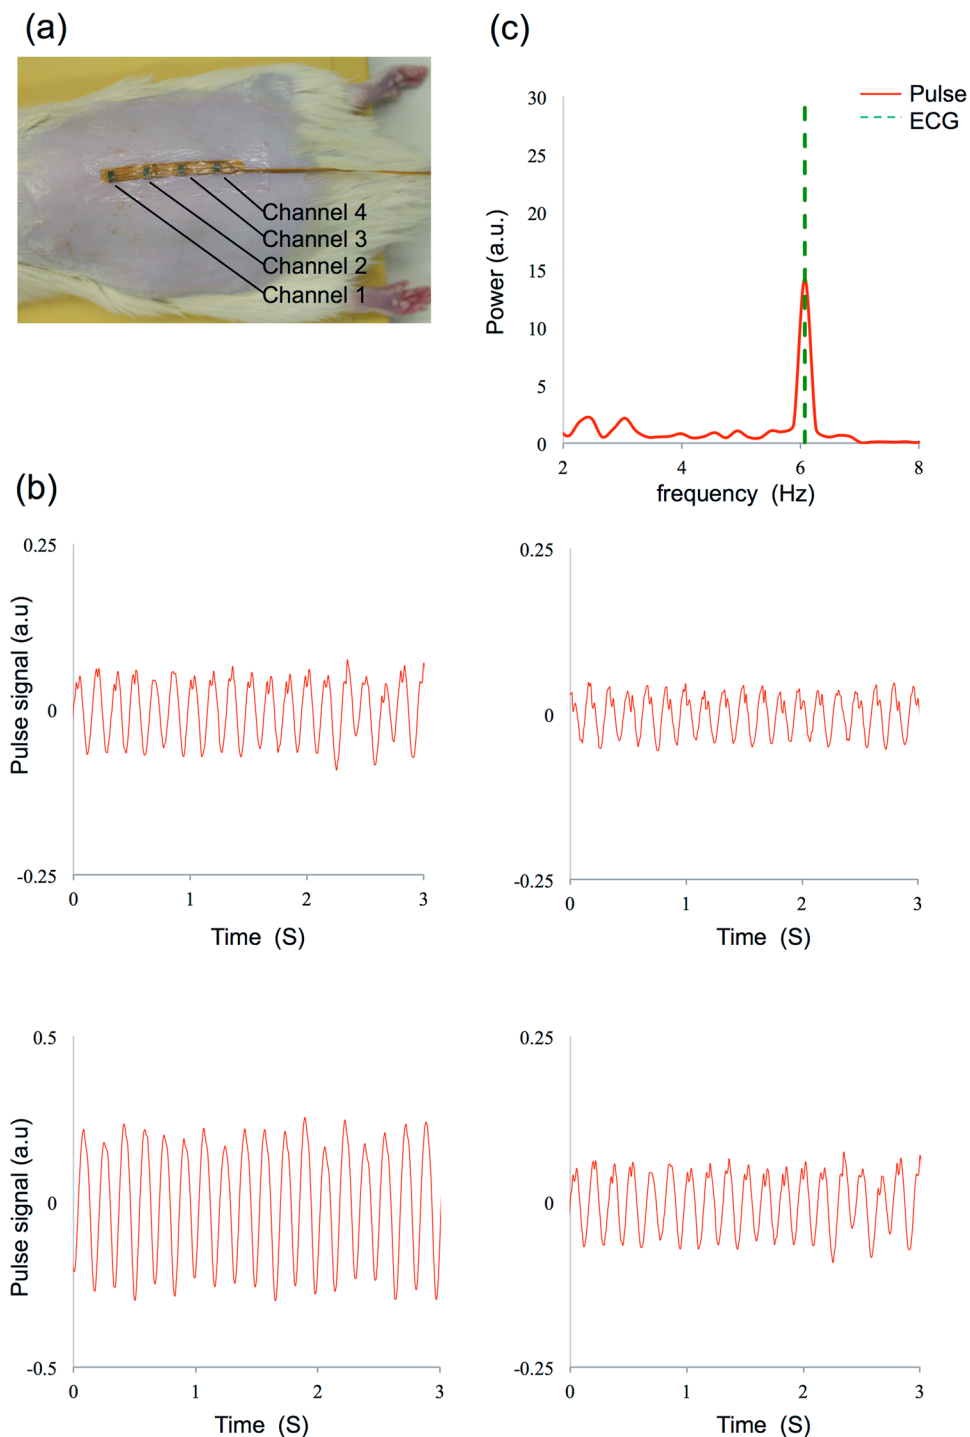 (a)
Channel 4
Channel 3
Channel 2
Channel 1
(c)
Pulse
ECG
30
25
20
15
10
5
0
Power (a.u.)
2 4 6 8
frequency (Hz)
(b)
0.25
0
-0.25
Pulse signal (a.u)
0 1 2 3
Time (S)
0.25
0
-0.25
0 1 2 3
Time (S)
0.5
0
-0.5
Pulse signal (a.u)
0 1 2 3
Time (S)
0.25
0
-0.25
0 1 2 3
Time (S)